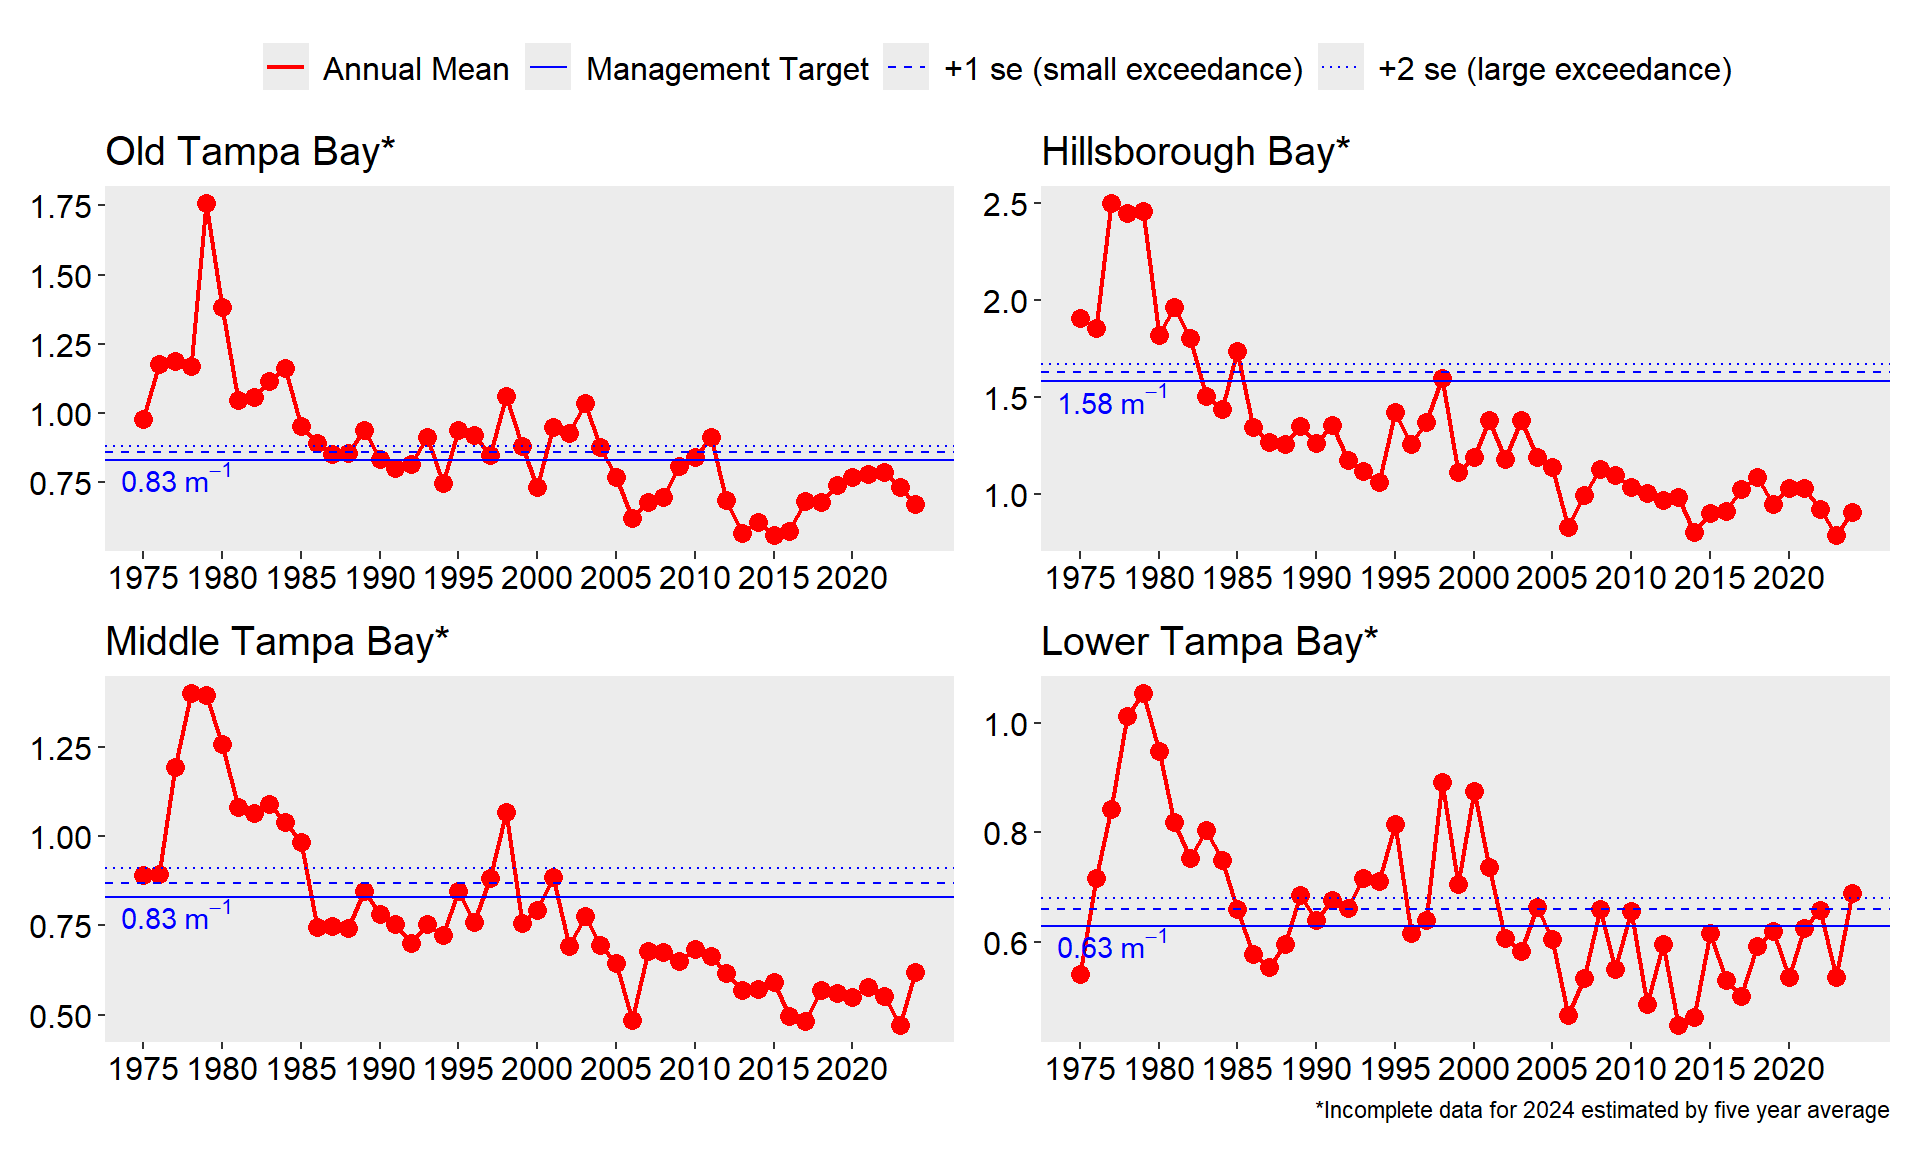 Annual Mean Management Target +1 se (small exceedance) +2 se (large exceedance)
Old Tampa Bay*
1.75
1.50
1.25
1.00
0.75
0.83 m⁻¹
1975 1980 1985 1990 1995 2000 2005 2010 2015 2020
Hillsborough Bay*
2.5
2.0
1.5
1.0
1.58 m⁻¹
1975 1980 1985 1990 1995 2000 2005 2010 2015 2020
Middle Tampa Bay*
1.25
1.00
0.75
0.50
0.83 m⁻¹
1975 1980 1985 1990 1995 2000 2005 2010 2015 2020
Lower Tampa Bay*
1.0
0.8
0.6
0.63 m⁻¹
1975 1980 1985 1990 1995 2000 2005 2010 2015 2020
*Incomplete data for 2024 estimated by five year average